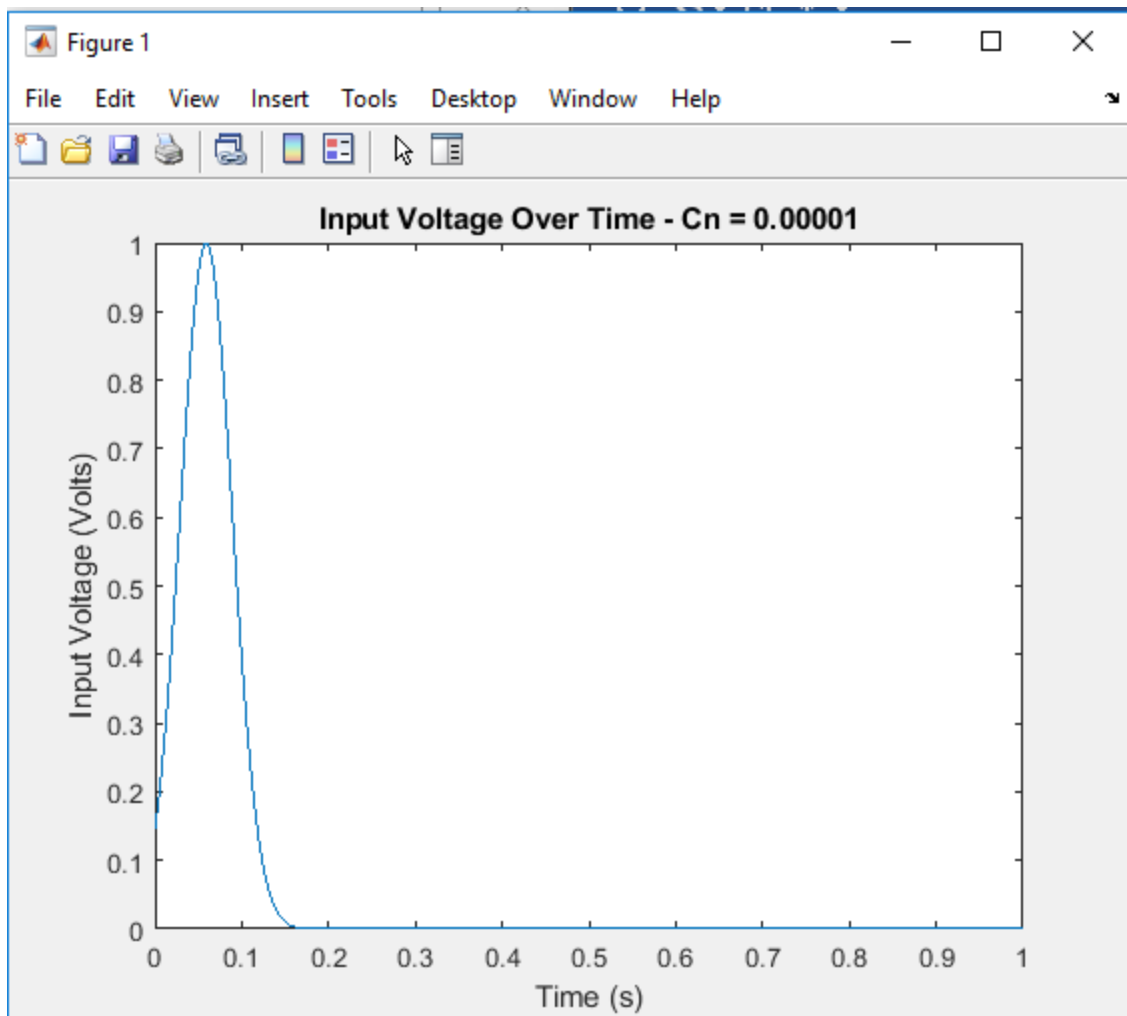 Figure 1
File Edit View Insert Tools Desktop Window Help
Input Voltage Over Time - Cn = 0.00001
1
0.9
0.8
0.7
0.6
0.5
0.4
0.3
0.2
0.1
0
Input Voltage (Volts)
0 0.1 0.2 0.3 0.4 0.5 0.6 0.7 0.8 0.9 1
Time (s)